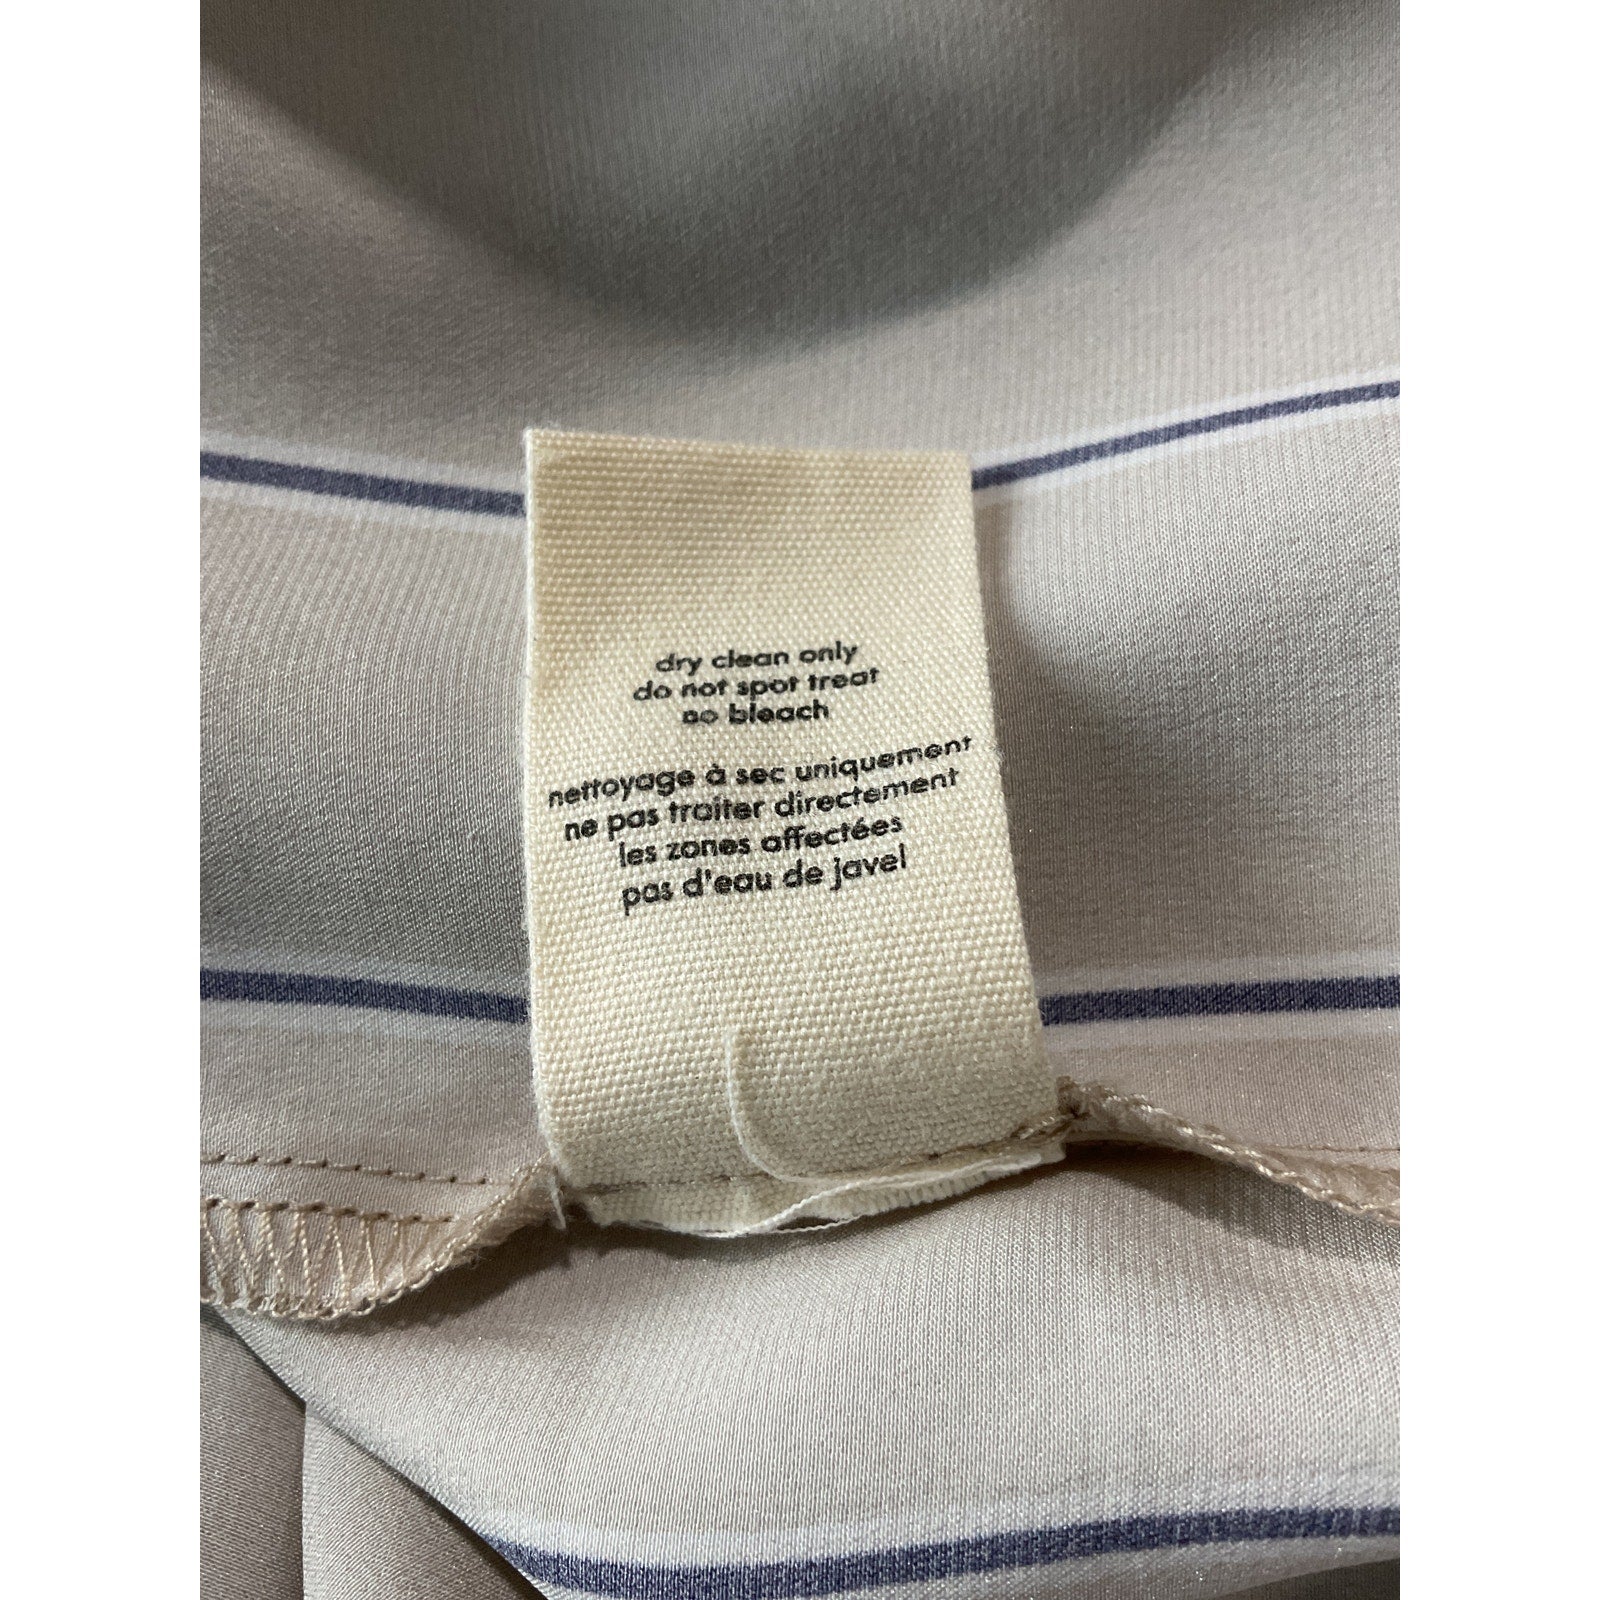 dry clean only
do not spot treat
no bleach
nettoyage à sec uniquement
ne pas traiter directement
les zones affectées
pas d'eau de javel